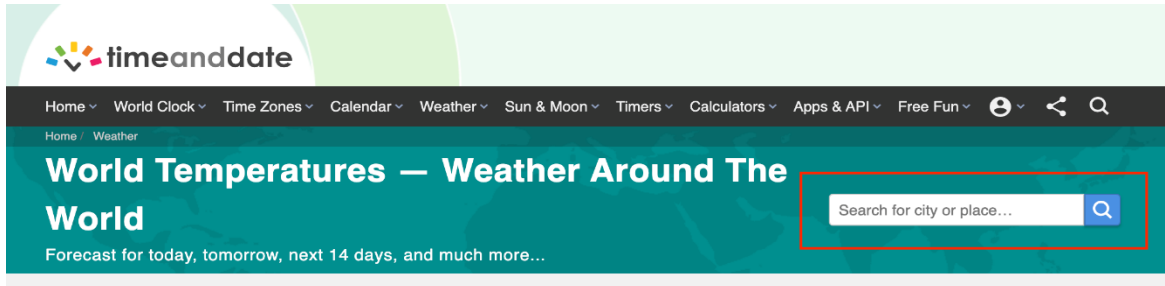 timeanddate
Home World Clock Time Zones Calendar Weather Sun & Moon Timers Calculators Apps & API Free Fun
Home / Weather
World Temperatures — Weather Around The
World
Search for city or place...
Forecast for today, tomorrow, next 14 days, and much more...